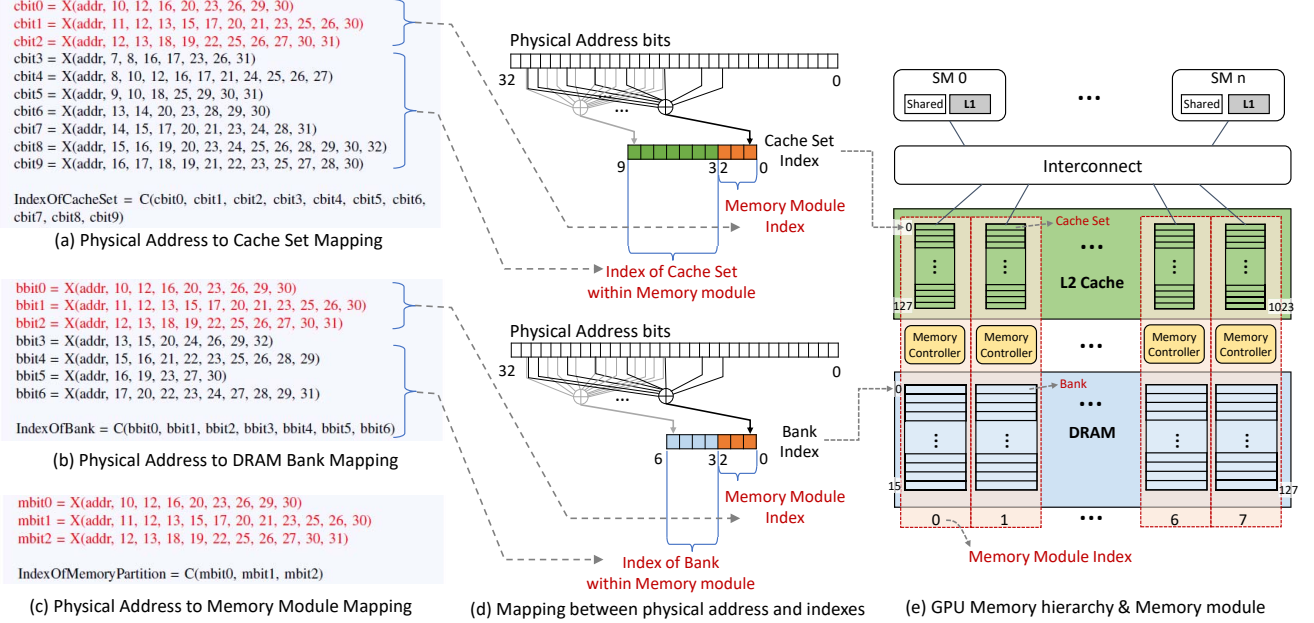 cbit0 = X(addr, 10, 12, 16, 20, 23, 26, 29, 30)
cbit1 = X(addr, 11, 12, 13, 15, 17, 20, 21, 23, 25, 26, 30)
cbit2 = X(addr, 12, 13, 18, 19, 22, 25, 26, 27, 30, 31)
cbit3 = X(addr, 7, 8, 16, 17, 23, 26, 31)
cbit4 = X(addr, 8, 10, 12, 16, 17, 21, 24, 25, 26, 27)
cbit5 = X(addr, 9, 10, 18, 25, 29, 30, 31)
cbit6 = X(addr, 13, 14, 20, 23, 28, 29, 30)
cbit7 = X(addr, 14, 15, 17, 20, 21, 23, 24, 28, 31)
cbit8 = X(addr, 15, 16, 19, 20, 23, 24, 25, 26, 28, 29, 30, 32)
cbit9 = X(addr, 16, 17, 18, 19, 21, 22, 23, 25, 27, 28, 30)
IndexOfCacheSet = C(cbit0, cbit1, cbit2, cbit3, cbit4, cbit5, cbit6,
cbit7, cbit8, cbit9)
(a) Physical Address to Cache Set Mapping
bbit0 = X(addr, 10, 12, 16, 20, 23, 26, 29, 30)
bbit1 = X(addr, 11, 12, 13, 15, 17, 20, 21, 23, 25, 26, 30)
bbit2 = X(addr, 12, 13, 18, 19, 22, 25, 26, 27, 30, 31)
bbit3 = X(addr, 13, 15, 20, 24, 26, 29, 32)
bbit4 = X(addr, 15, 16, 21, 22, 23, 25, 26, 28, 29)
bbit5 = X(addr, 16, 19, 23, 27, 30)
bbit6 = X(addr, 17, 20, 22, 23, 24, 27, 28, 29, 31)
IndexOfBank = C(bbit0, bbit1, bbit2, bbit3, bbit4, bbit5, bbit6)
(b) Physical Address to DRAM Bank Mapping
mbit0 = X(addr, 10, 12, 16, 20, 23, 26, 29, 30)
mbit1 = X(addr, 11, 12, 13, 15, 17, 20, 21, 23, 25, 26, 30)
mbit2 = X(addr, 12, 13, 18, 19, 22, 25, 26, 27, 30, 31)
IndexOfMemoryPartition = C(mbit0, mbit1, mbit2)
(c) Physical Address to Memory Module Mapping
Physical Address bits
32 0
...
Cache Set
Index
9 3 2 0
Memory Module
Index
Index of Cache Set
within Memory module
Physical Address bits
32 0
...
Bank
Index
6 3 2 0
Memory Module
Index
Index of Bank
within Memory module
(d) Mapping between physical address and indexes
SM 0 ... SM n
Shared L1 Shared L1
Interconnect
0 Cache Set
...
L2 Cache
127 1023
Memory
Controller
Memory
Controller
...
Memory
Controller
Memory
Controller
0 Bank
...
DRAM
15 127
0 1 ... 6 7
Memory Module Index
(e) GPU Memory hierarchy & Memory module